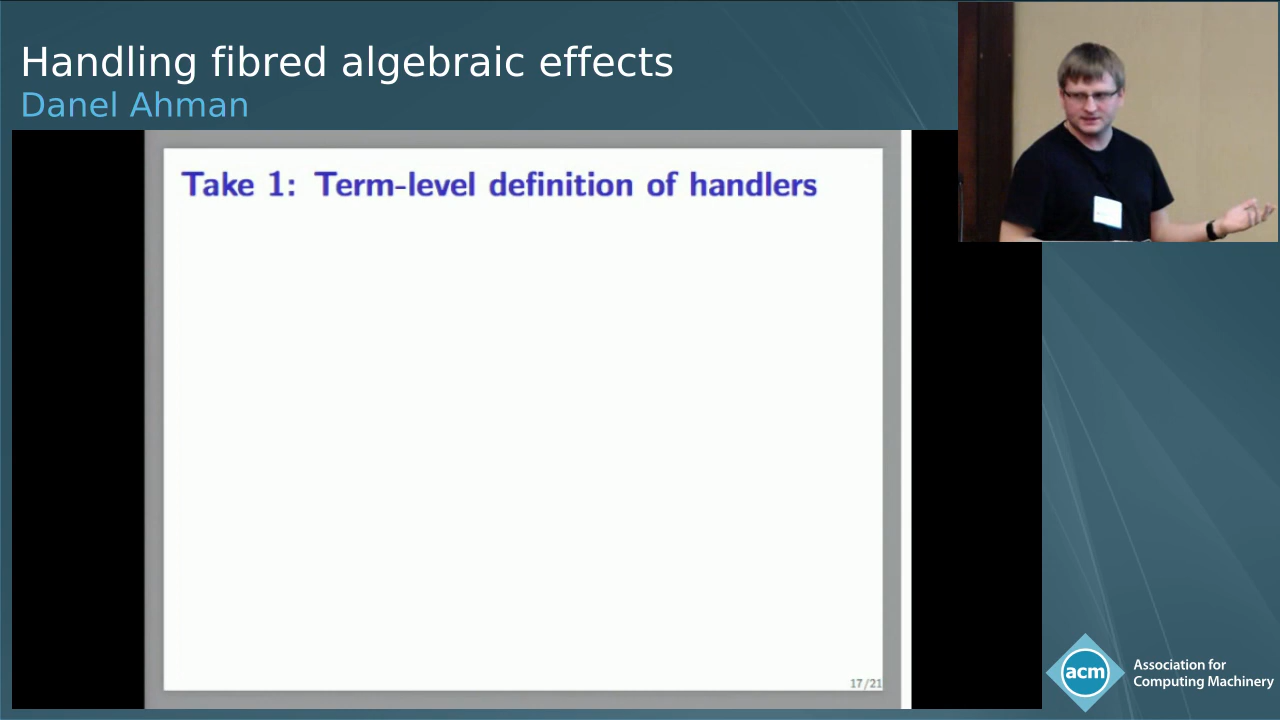 Handling fibred algebraic effects
Danel Ahman
Take 1: Term-level definition of handlers
17/21
acm
Association for
Computing Machinery